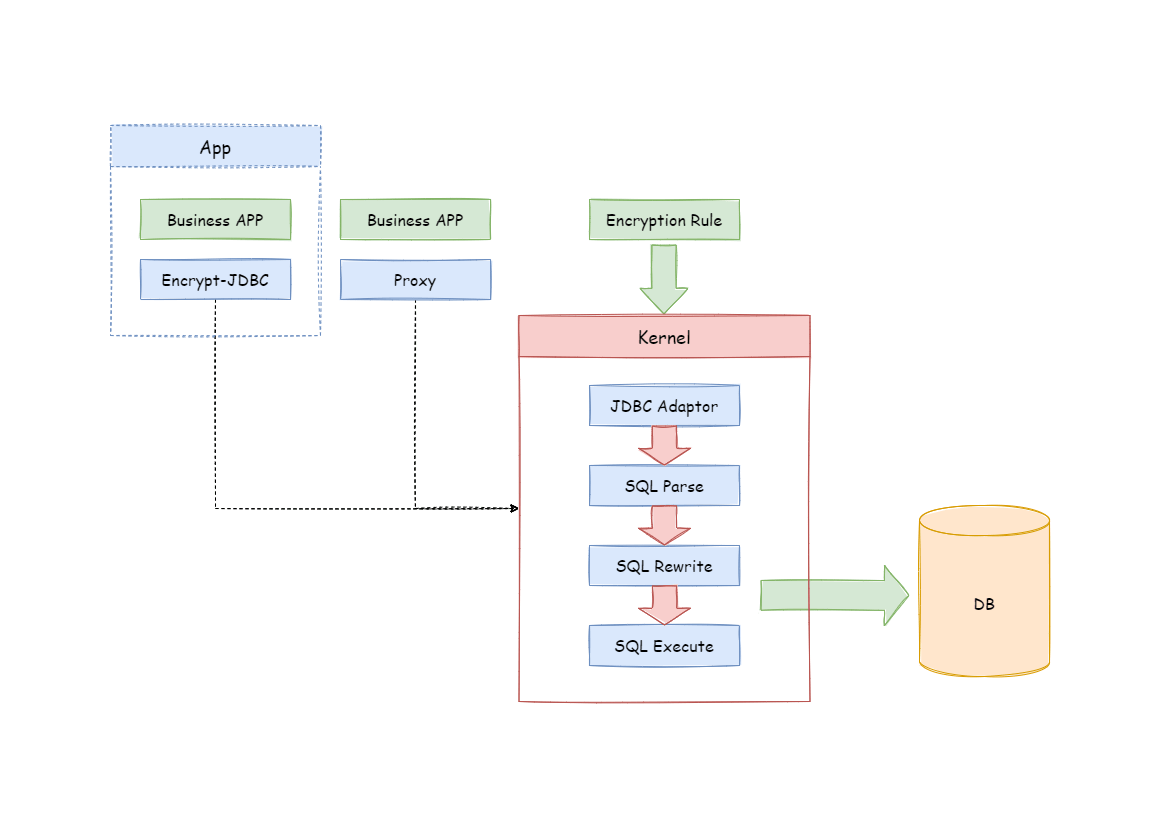 App
Business APP
Business APP
Encryption Rule
Encrypt-JDBC
Proxy
Kernel
JDBC Adaptor
SQL Parse
SQL Rewrite
DB
SQL Execute